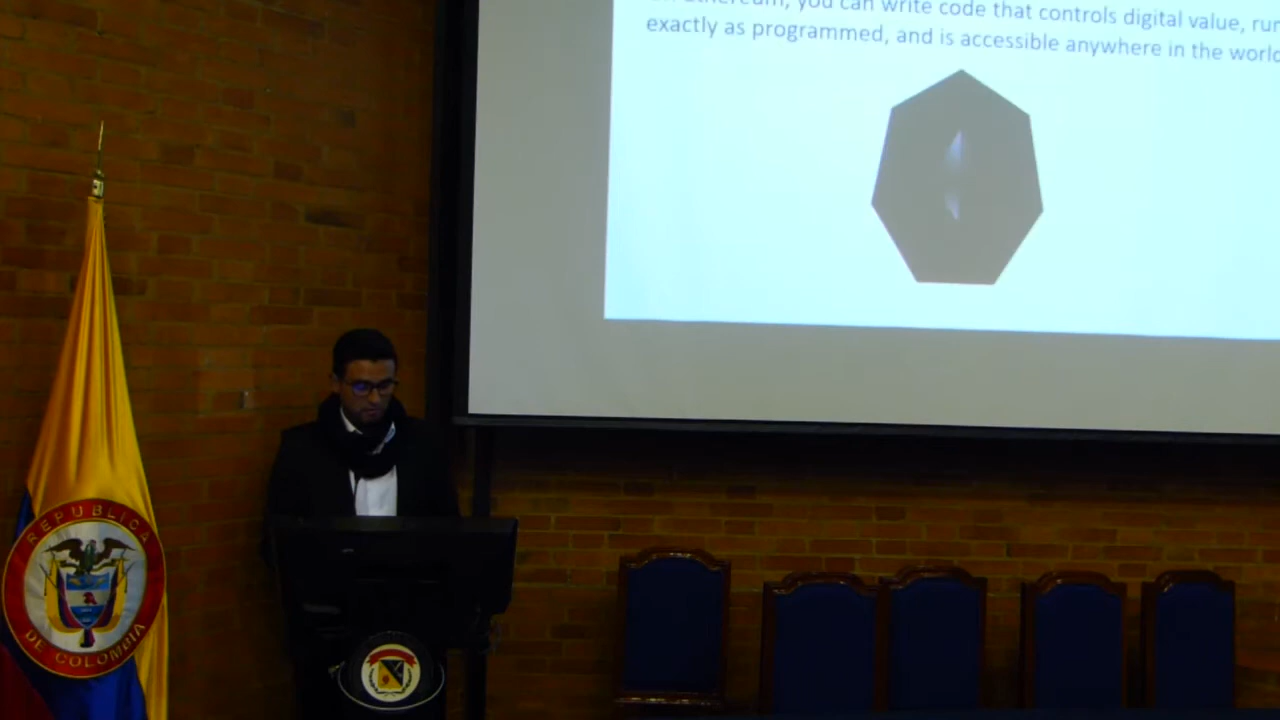 Ethereum, you can write code that controls digital value, run
exactly as programmed, and is accessible anywhere in the world
REPUBLICA
DE COLOMBIA